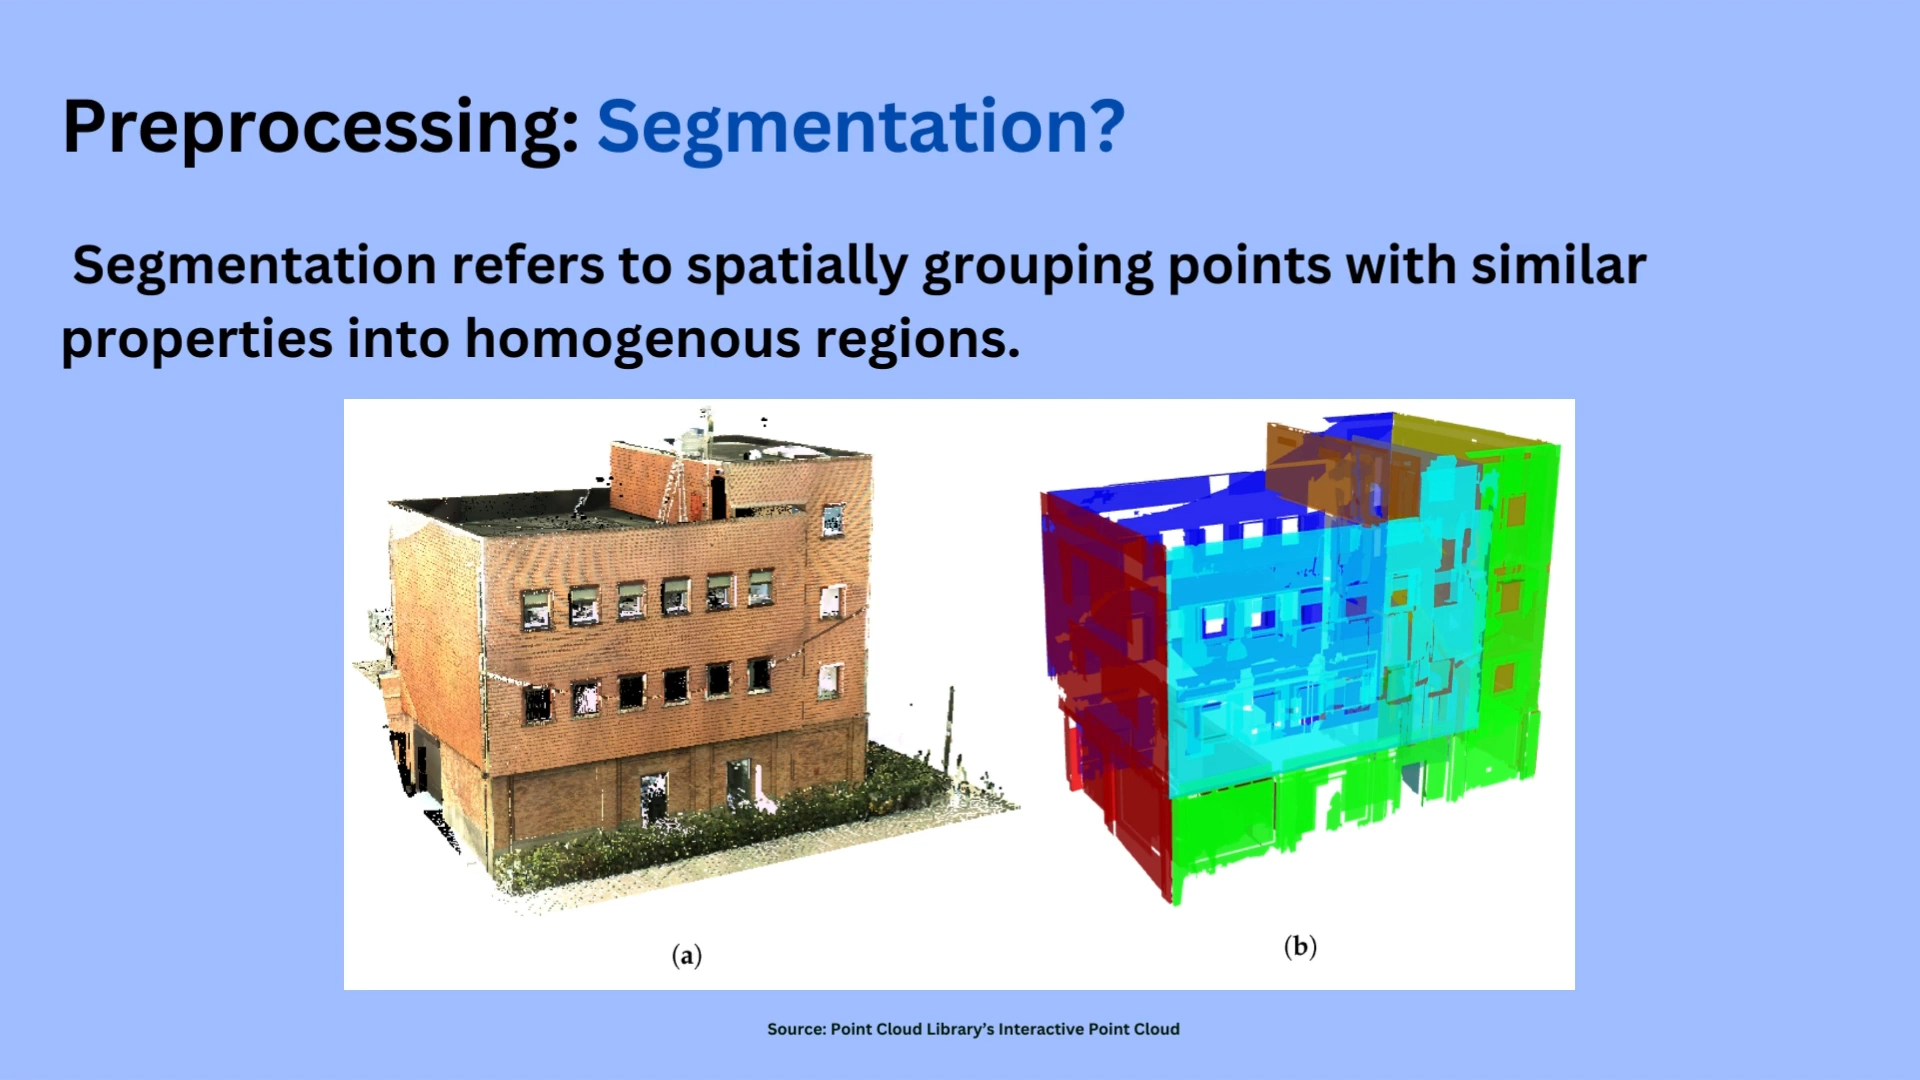 Preprocessing: Segmentation?
Segmentation refers to spatially grouping points with similar
properties into homogenous regions.
(a)
(b)
Source: Point Cloud Library’s Interactive Point Cloud